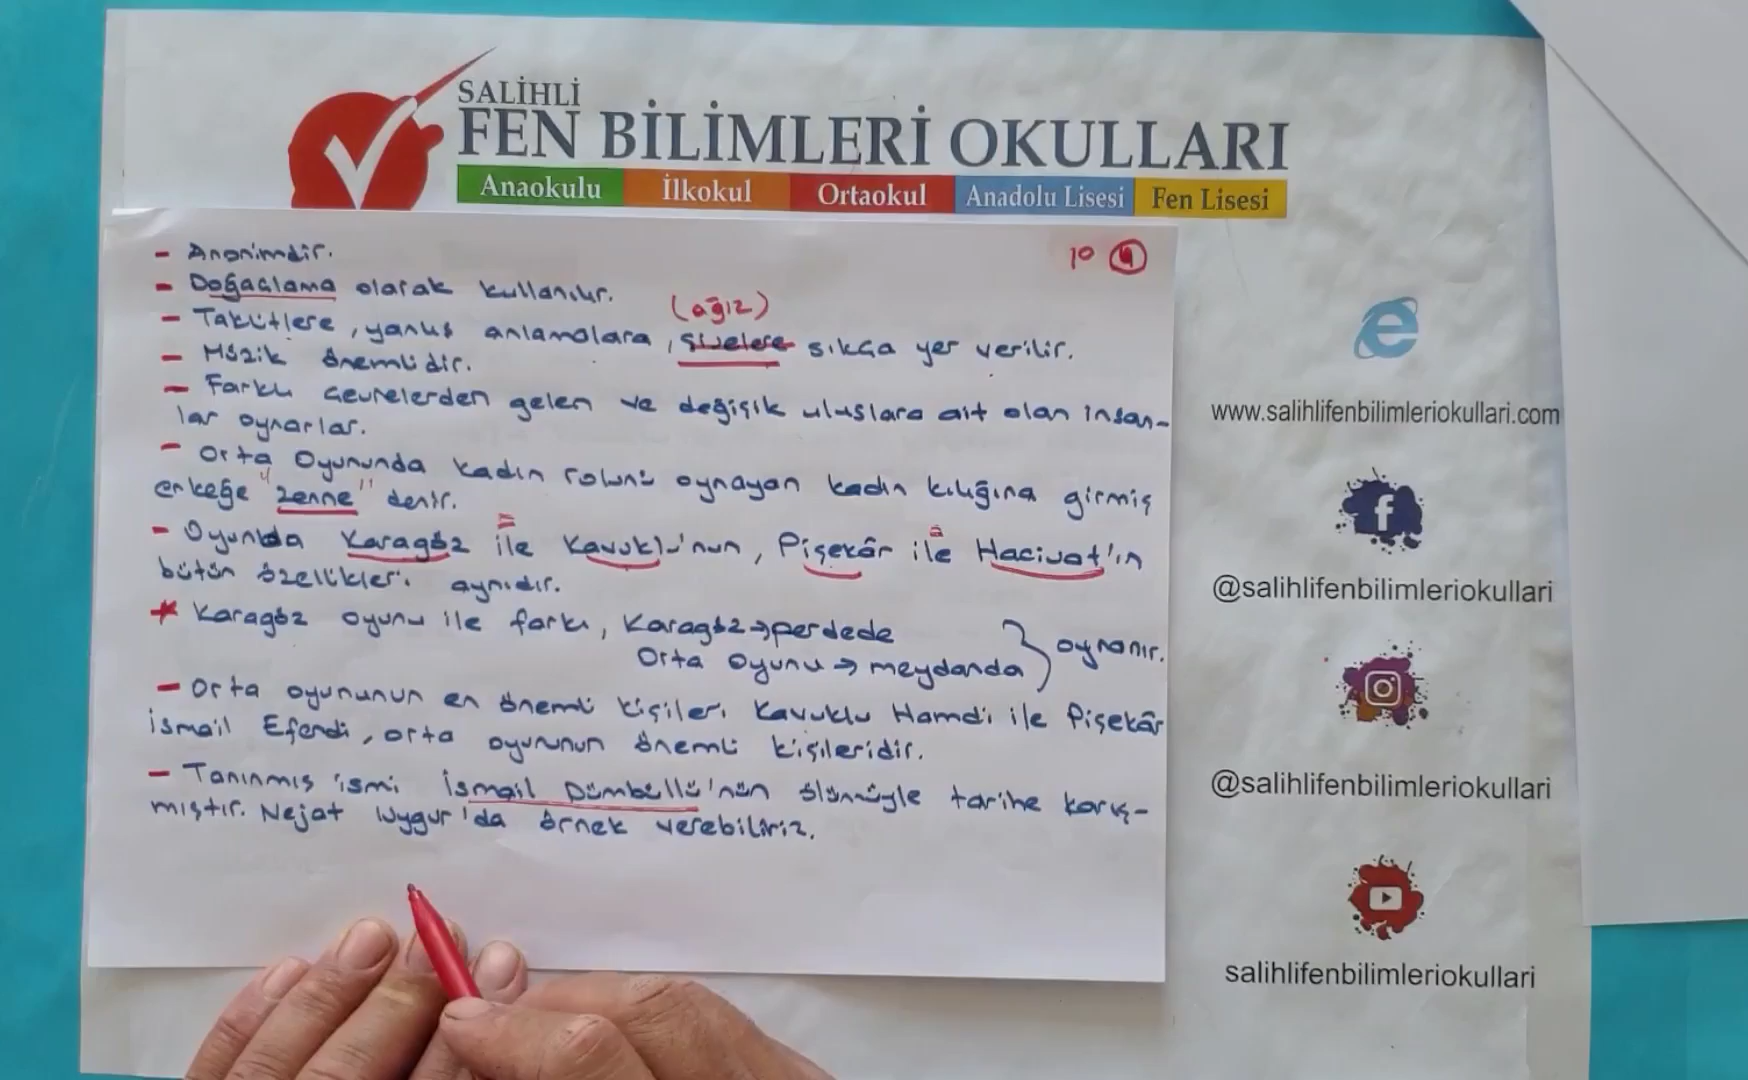 SALİHLİ
FEN BİLİMLERİ OKULLARI
Anaokulu İlkokul Ortaokul Anadolu Lisesi Fen Lisesi
10 4
- Anonimdir.
- Doğaçlama olarak kullanılır.
(ağız)
- Taklitlere, yanlış anlamalara, şivelere sıkça yer verilir.
- Müzik önemlidir.
- Farklı çevrelerden gelen ve değişik uluslara ait olan insan-
lar oynarlar.
- Orta Oyununda kadın rolünü oynayan kadın kılığına girmiş
erkeğe "zenne" denir.
- Oyunda Karagöz ile Kavuklu'nun, Pişekâr ile Hacivat'ın
bütün özellikleri aynıdır.
* Karagöz oyunu ile farkı, Karagöz → perdede
Orta oyunu → meydanda } oynanır.
- Orta oyununun en önemli kişileri Kavuklu Hamdi ile Pişekâr
İsmail Efendi, orta oyununun önemli kişileridir.
- Tanınmış ismi İsmail Dümbüllü'nün ölümüyle tarihe karış-
mıştır. Nejat Uygur'da örnek verebiliriz.
www.salihlifenbilimleriokullari.com
@salihlifenbilimleriokullari
@salihlifenbilimleriokullari
salihlifenbilimleriokullari